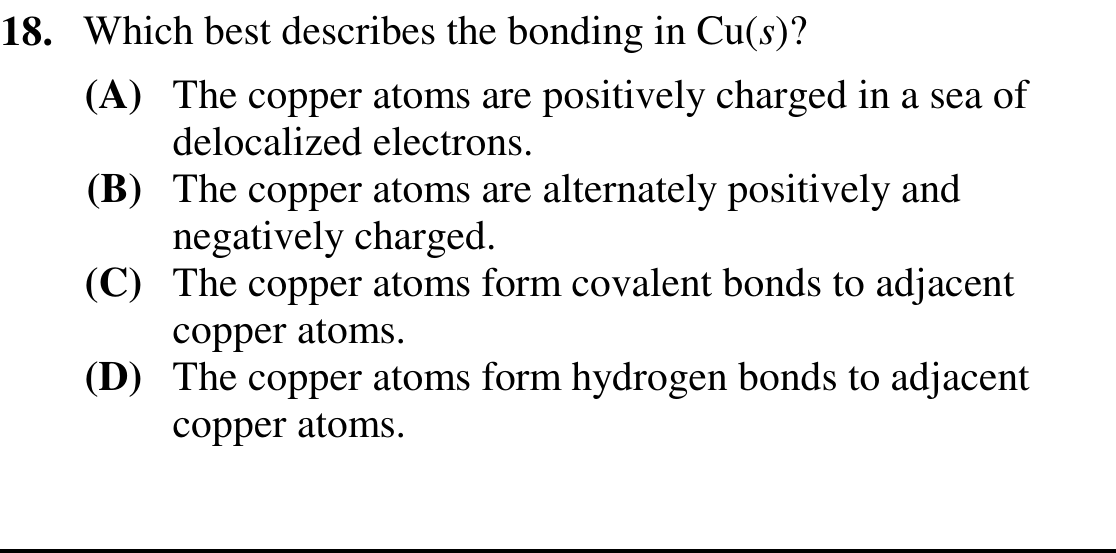 18. Which best describes the bonding in Cu(s)?
(A) The copper atoms are positively charged in a sea of
delocalized electrons.
(B) The copper atoms are alternately positively and
negatively charged.
(C) The copper atoms form covalent bonds to adjacent
copper atoms.
(D) The copper atoms form hydrogen bonds to adjacent
copper atoms.